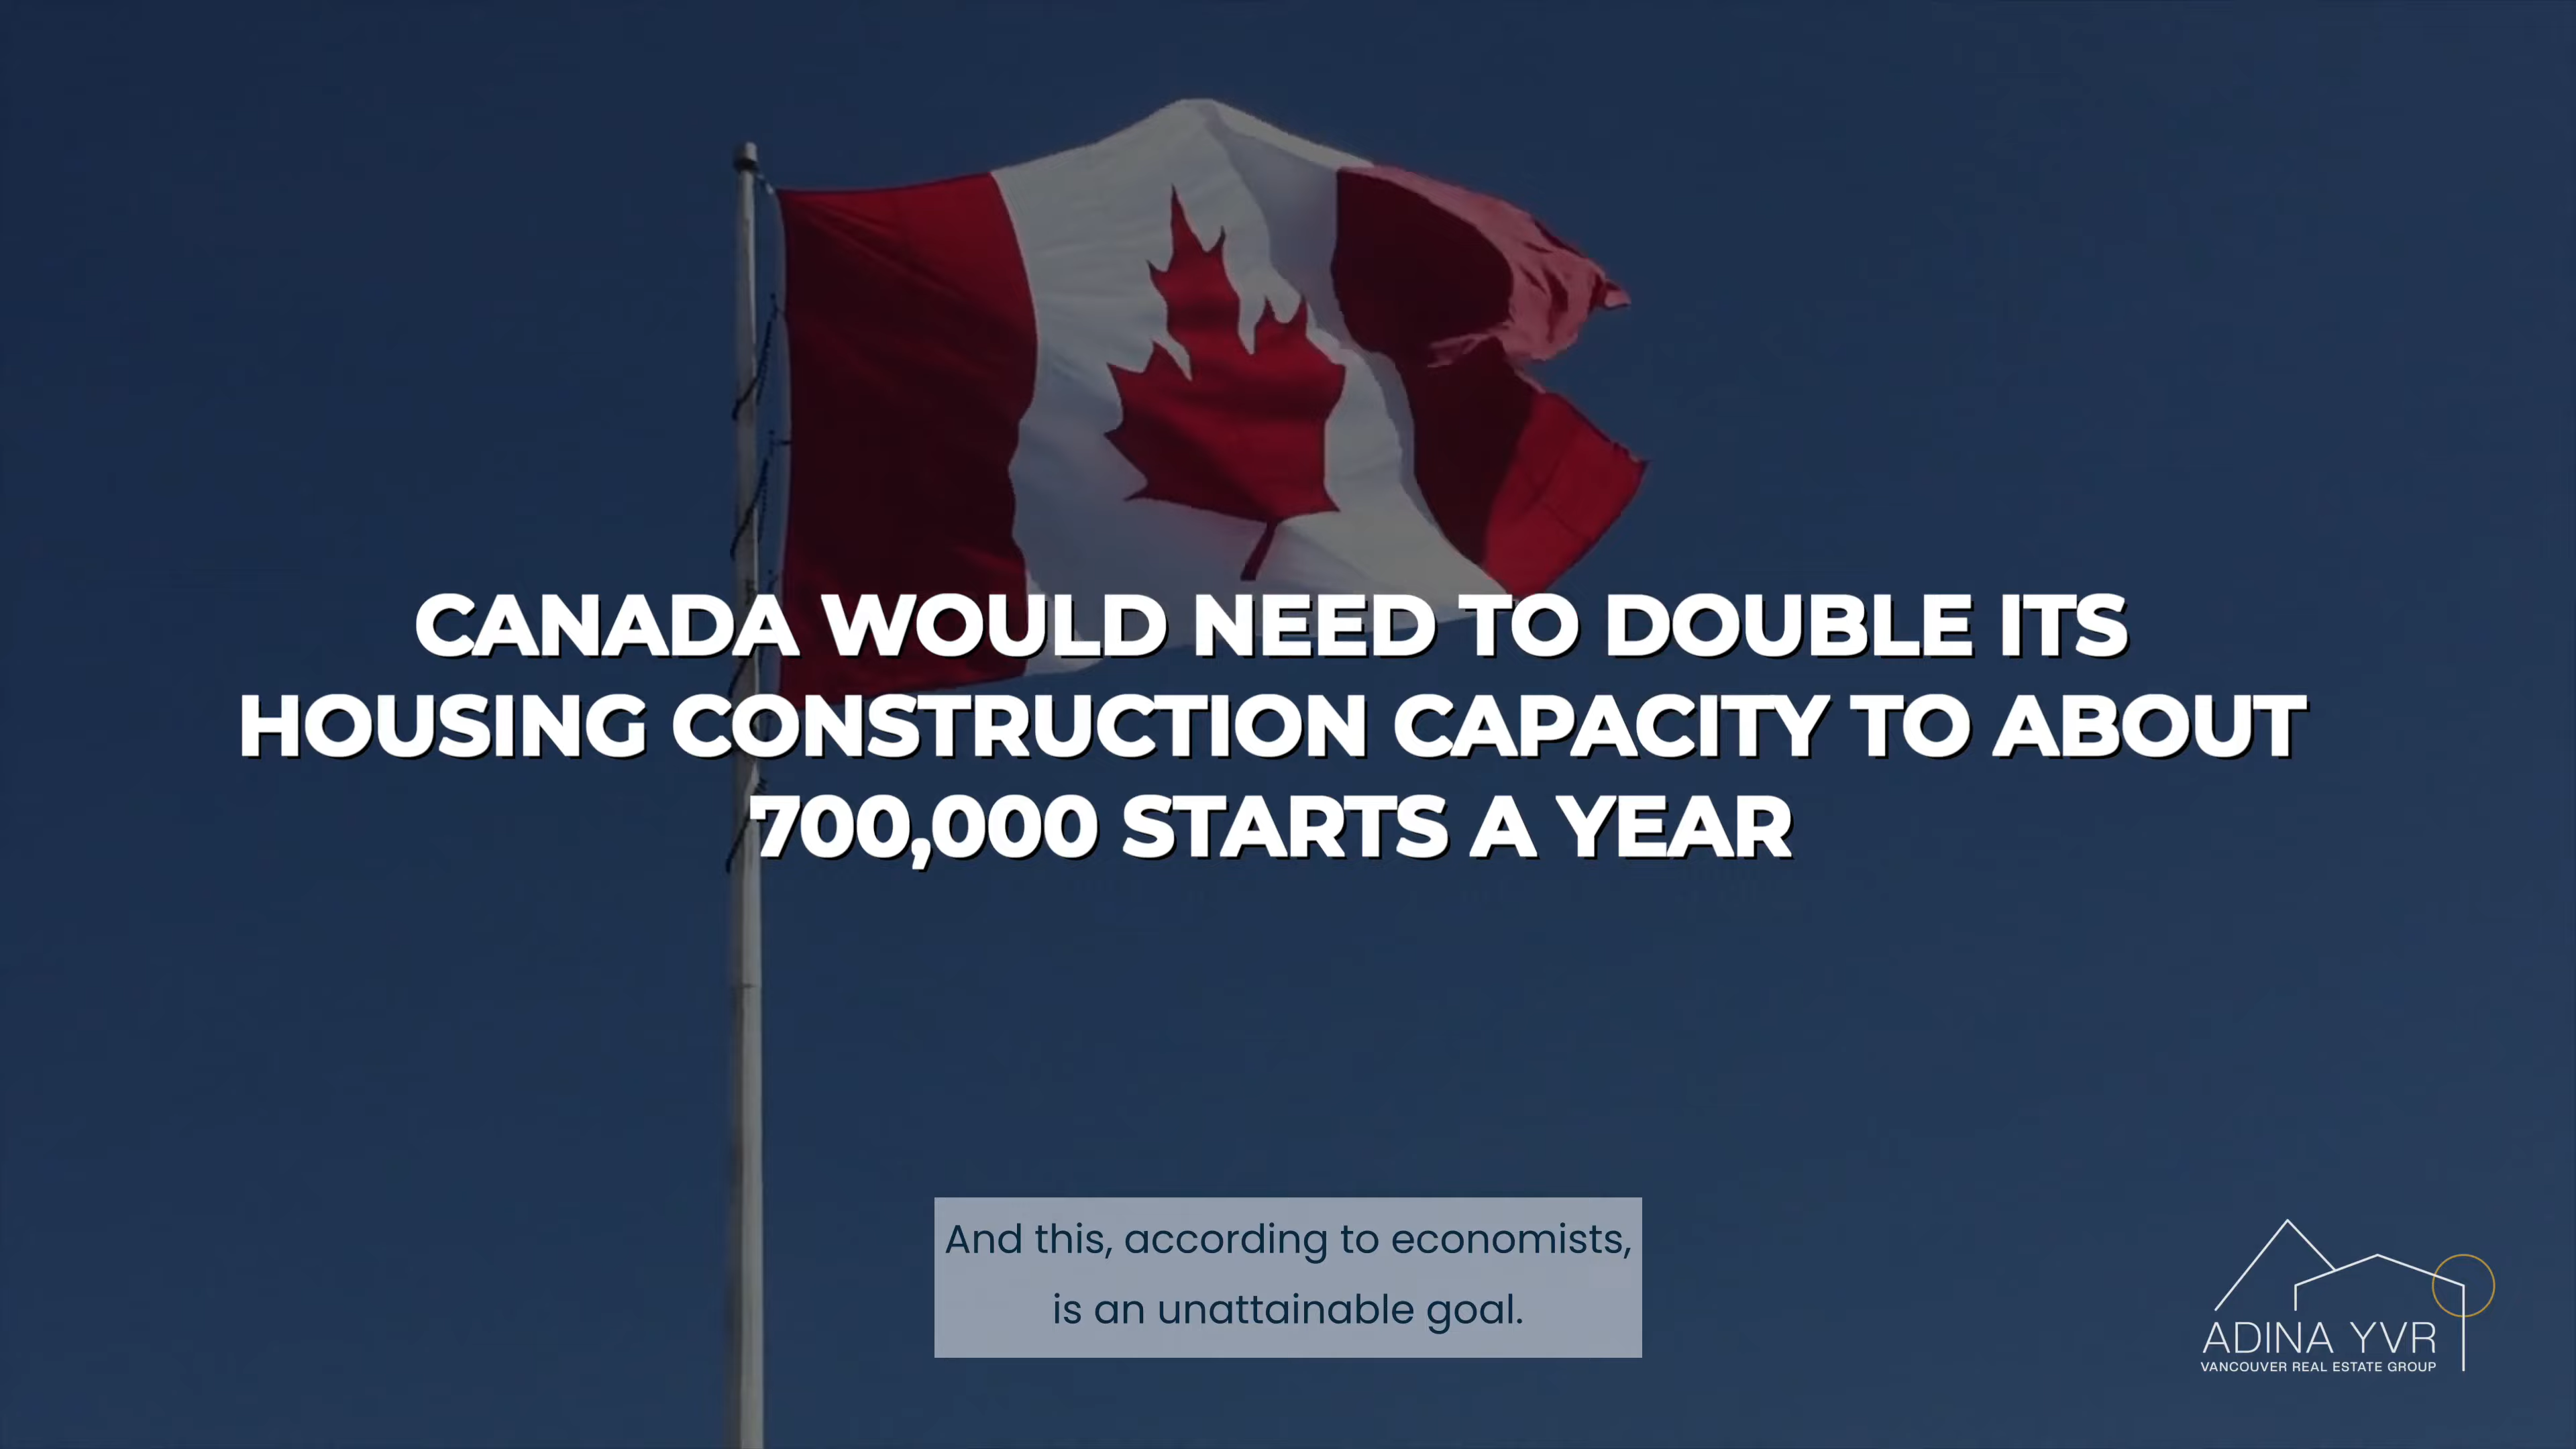 CANADA WOULD NEED TO DOUBLE ITS
HOUSING CONSTRUCTION CAPACITY TO ABOUT
700,000 STARTS A YEAR
And this, according to economists,
is an unattainable goal.
ADINA YVR
VANCOUVER REAL ESTATE GROUP